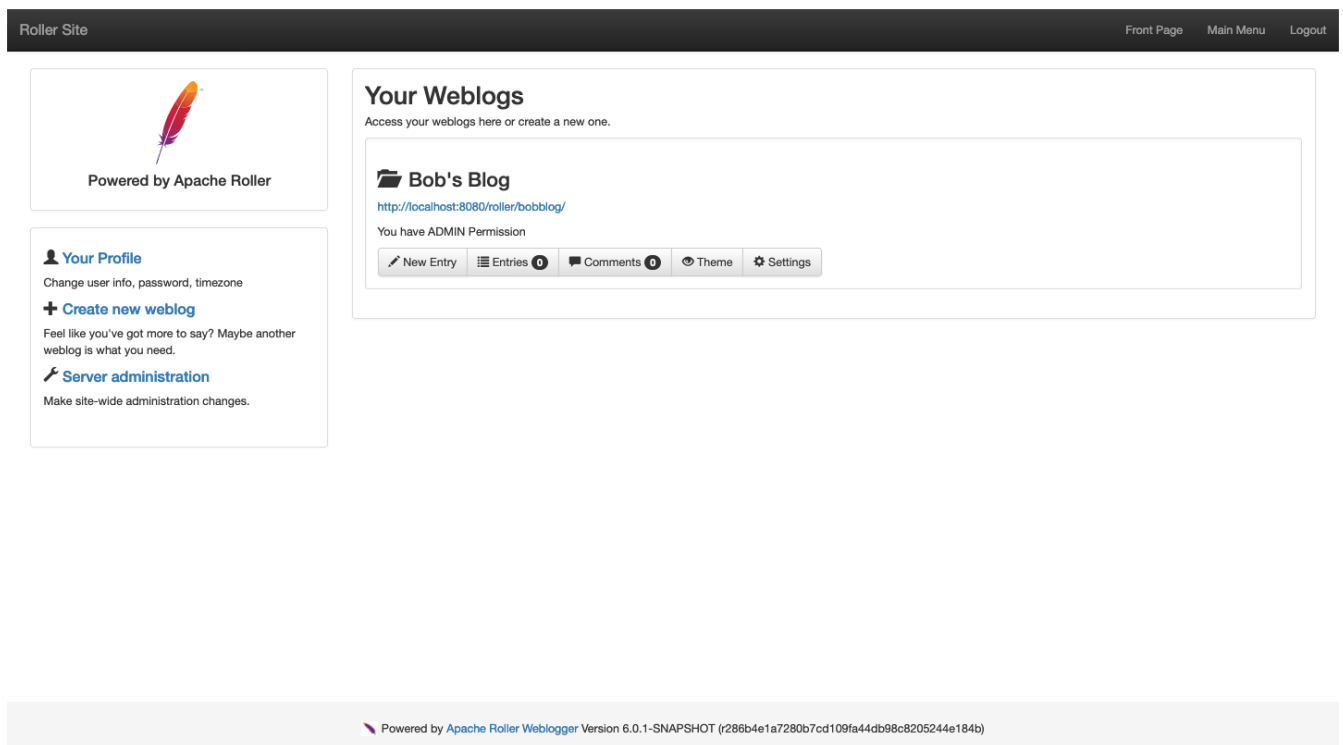 Roller Site
Front Page Main Menu Logout
Powered by Apache Roller
Your Profile
Change user info, password, timezone
Create new weblog
Feel like you've got more to say? Maybe another
weblog is what you need.
Server administration
Make site-wide administration changes.
Your Weblogs
Access your weblogs here or create a new one.
Bob's Blog
http://localhost:8080/roller/bobblog/
You have ADMIN Permission
New Entry Entries 0 Comments 0 Theme Settings
Powered by Apache Roller Weblogger Version 6.0.1-SNAPSHOT (r286b4e1a7280b7cd109fa44db98c8205244e184b)